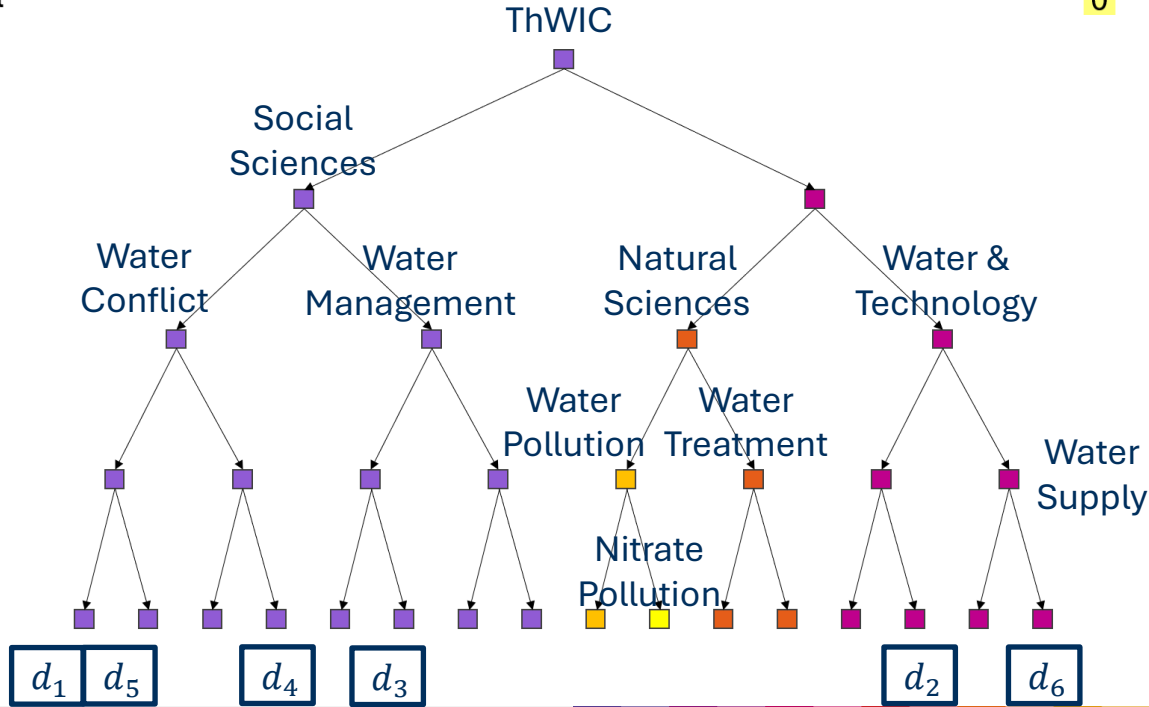 ThWIC
0
Social
Sciences
Water
Conflict
Water
Management
Natural
Sciences
Water &
Technology
Water
Pollution
Water
Treatment
Water
Supply
Nitrate
Pollution
d₁
d₅
d₄
d₃
d₂
d₆